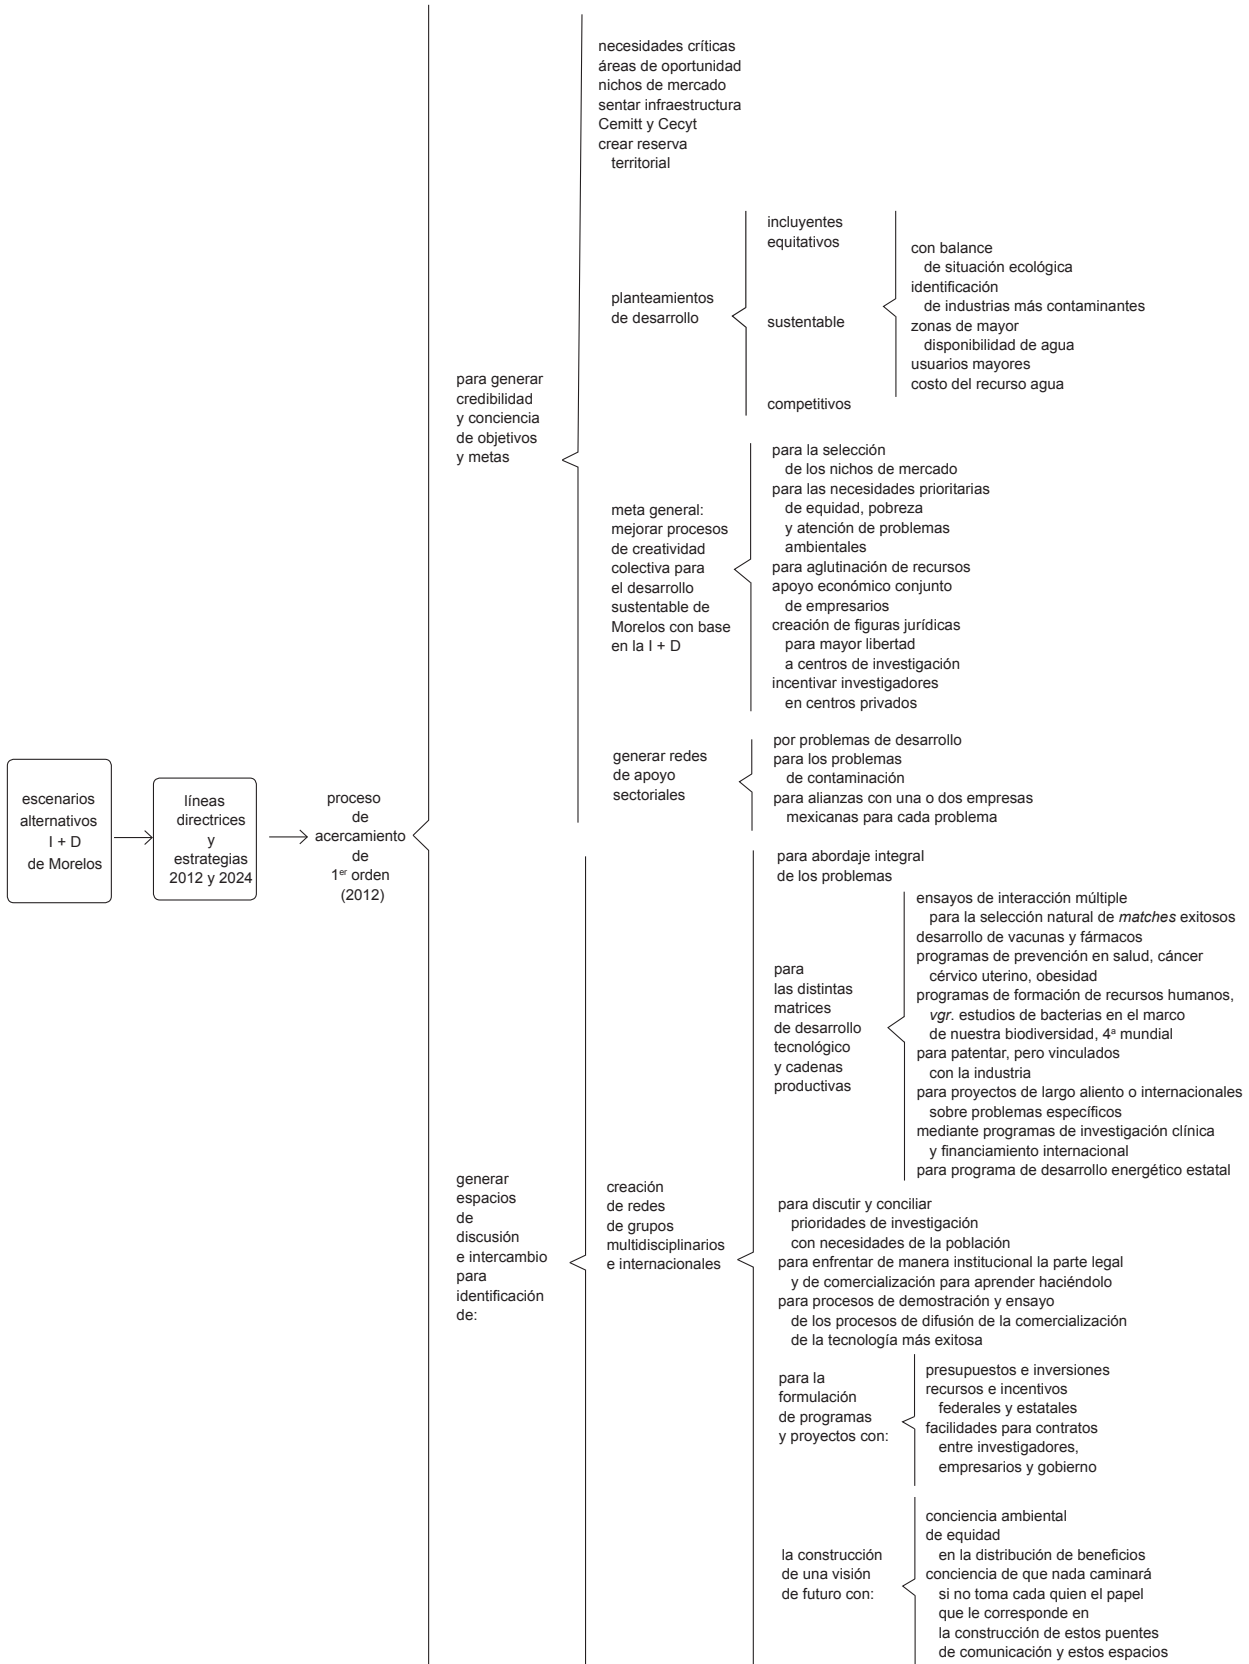 escenarios
alternativos
I + D
de Morelos
líneas
directrices
y
estrategias
2012 y 2024
proceso
de
acercamiento
de
1er orden
(2012)
para generar
credibilidad
y conciencia
de objetivos
y metas
necesidades críticas
áreas de oportunidad
nichos de mercado
sentar infraestructura
Cemitt y Cecyt
crear reserva
territorial
planteamientos
de desarrollo
incluyentes
equitativos
sustentable
con balance
de situación ecológica
identificación
de industrias más contaminantes
zonas de mayor
disponibilidad de agua
usuarios mayores
costo del recurso agua
competitivos
meta general:
mejorar procesos
de creatividad
colectiva para
el desarrollo
sustentable de
Morelos con base
en la I + D
para la selección
de los nichos de mercado
para las necesidades prioritarias
de equidad, pobreza
y atención de problemas
ambientales
para aglutinación de recursos
apoyo económico conjunto
de empresarios
creación de figuras jurídicas
para mayor libertad
a centros de investigación
incentivar investigadores
en centros privados
generar redes
de apoyo
sectoriales
por problemas de desarrollo
para los problemas
de contaminación
para alianzas con una o dos empresas
mexicanas para cada problema
generar
espacios
de
discusión
e intercambio
para
identificación
de:
creación
de redes
de grupos
multidisciplinarios
e internacionales
para abordaje integral
de los problemas
para
las distintas
matrices
de desarrollo
tecnológico
y cadenas
productivas
ensayos de interacción múltiple
para la selección natural de matches exitosos
desarrollo de vacunas y fármacos
programas de prevención en salud, cáncer
cérvico uterino, obesidad
programas de formación de recursos humanos,
vgr. estudios de bacterias en el marco
de nuestra biodiversidad, 4ª mundial
para patentar, pero vinculados
con la industria
para proyectos de largo aliento o internacionales
sobre problemas específicos
mediante programas de investigación clínica
y financiamiento internacional
para programa de desarrollo energético estatal
para discutir y conciliar
prioridades de investigación
con necesidades de la población
para enfrentar de manera institucional la parte legal
y de comercialización para aprender haciéndolo
para procesos de demostración y ensayo
de los procesos de difusión de la comercialización
de la tecnología más exitosa
para la
formulación
de programas
y proyectos con:
presupuestos e inversiones
recursos e incentivos
federales y estatales
facilidades para contratos
entre investigadores,
empresarios y gobierno
la construcción
de una visión
de futuro con:
conciencia ambiental
de equidad
en la distribución de beneficios
conciencia de que nada caminará
si no toma cada quien el papel
que le corresponde en
la construcción de estos puentes
de comunicación y estos espacios